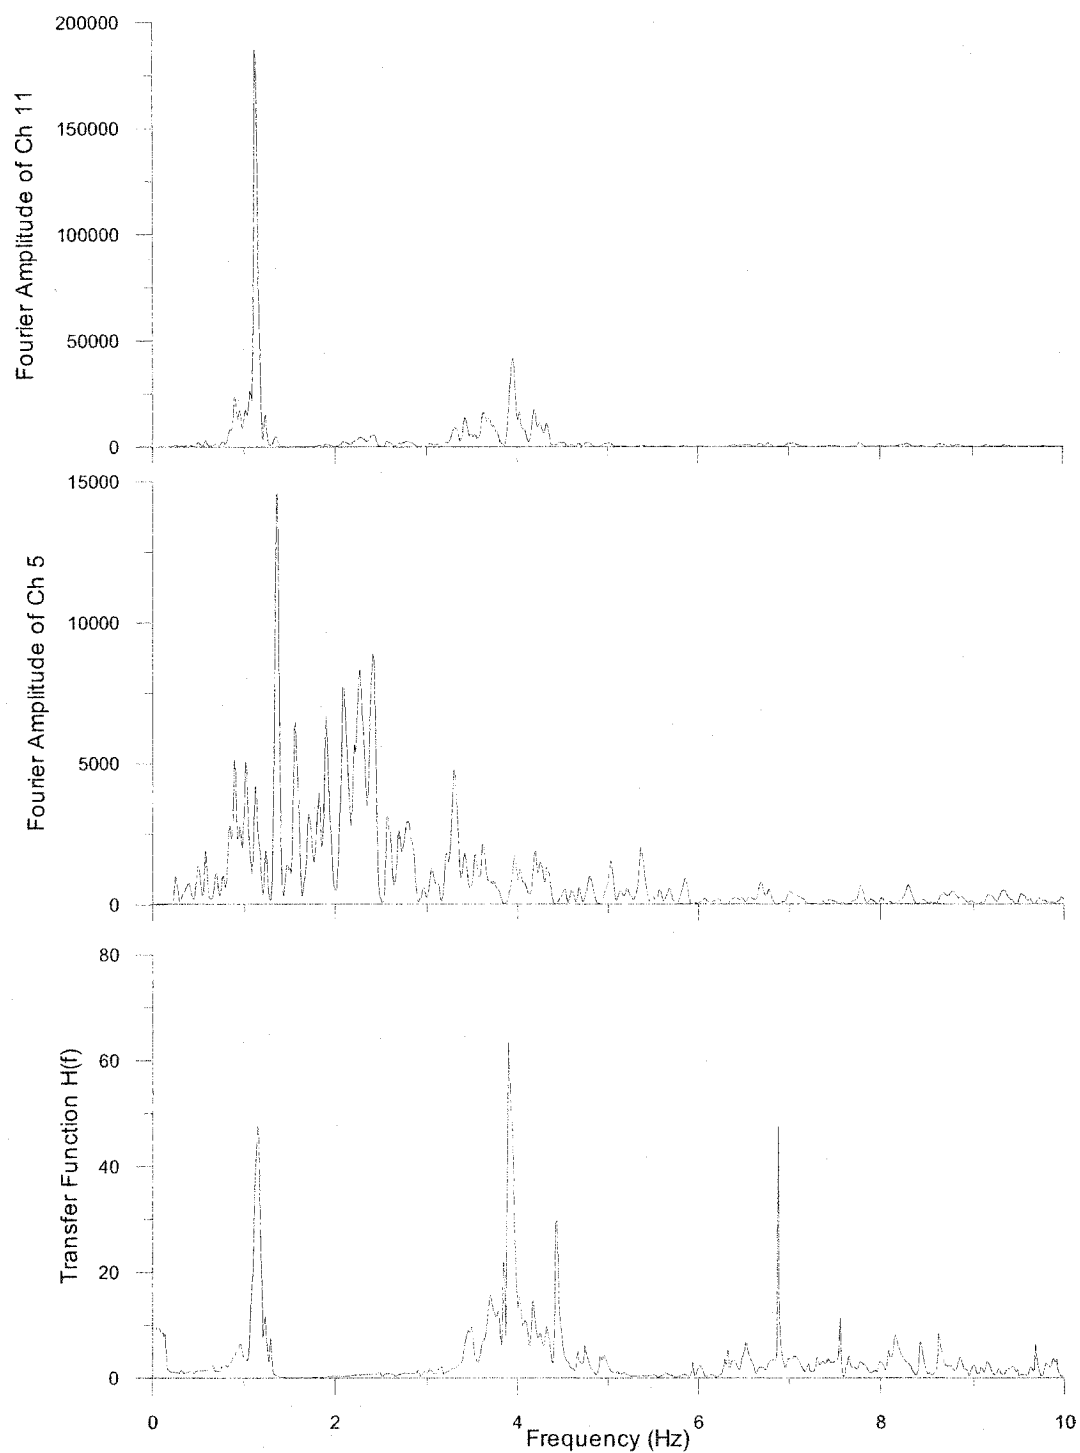 200000
150000
100000
50000
0
Fourier Amplitude of Ch 11
15000
10000
5000
0
Fourier Amplitude of Ch 5
80
60
40
20
0
Transfer Function H(f)
0 2 4 6 8 10
Frequency (Hz)